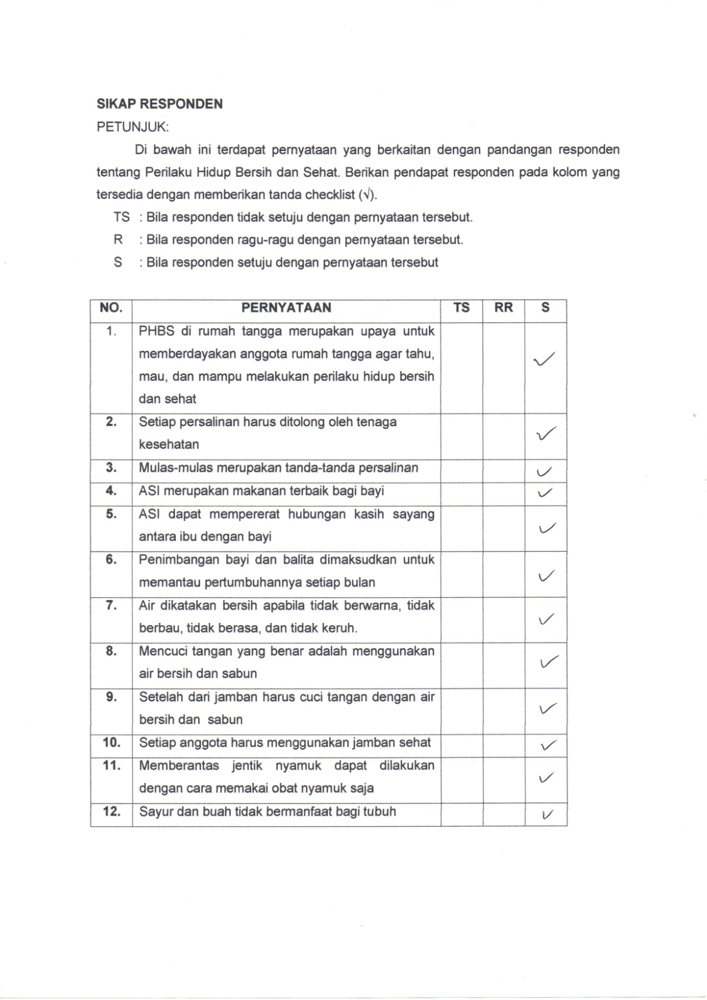 SIKAP RESPONDEN
PETUNJUK:
Di bawah ini terdapat pernyataan yang berkaitan dengan pandangan responden
tentang Perilaku Hidup Bersih dan Sehat. Berikan pendapat responden pada kolom yang
tersedia dengan memberikan tanda checklist (√).
TS : Bila responden tidak setuju dengan pernyataan tersebut.
R : Bila responden ragu-ragu dengan pernyataan tersebut.
S : Bila responden setuju dengan pernyataan tersebut
NO. PERNYATAAN TS RR S
1. PHBS di rumah tangga merupakan upaya untuk
memberdayakan anggota rumah tangga agar tahu,
mau, dan mampu melakukan perilaku hidup bersih
dan sehat ✓
2. Setiap persalinan harus ditolong oleh tenaga
kesehatan ✓
3. Mulas-mulas merupakan tanda-tanda persalinan ✓
4. ASI merupakan makanan terbaik bagi bayi ✓
5. ASI dapat mempererat hubungan kasih sayang
antara ibu dengan bayi ✓
6. Penimbangan bayi dan balita dimaksudkan untuk
memantau pertumbuhannya setiap bulan ✓
7. Air dikatakan bersih apabila tidak berwarna, tidak
berbau, tidak berasa, dan tidak keruh. ✓
8. Mencuci tangan yang benar adalah menggunakan
air bersih dan sabun ✓
9. Setelah dari jamban harus cuci tangan dengan air
bersih dan sabun ✓
10. Setiap anggota harus menggunakan jamban sehat ✓
11. Memberantas jentik nyamuk dapat dilakukan
dengan cara memakai obat nyamuk saja ✓
12. Sayur dan buah tidak bermanfaat bagi tubuh ✓